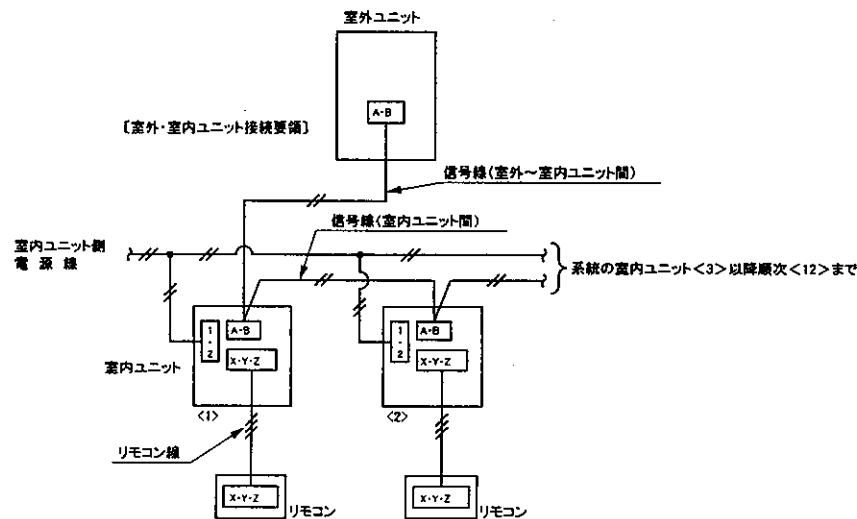 室外ユニット
A-B
〔室外・室内ユニット接続要領〕
信号線(室外～室内ユニット間)
信号線(室内ユニット間)
室内ユニット側
電源線
系統の室内ユニット<3>以降順次<12>まで
1
-
2
A-B
X・Y・Z
室内ユニット
<1>
1
-
2
A-B
X・Y・Z
<2>
リモコン線
X・Y・Z
リモコン
X・Y・Z
リモコン